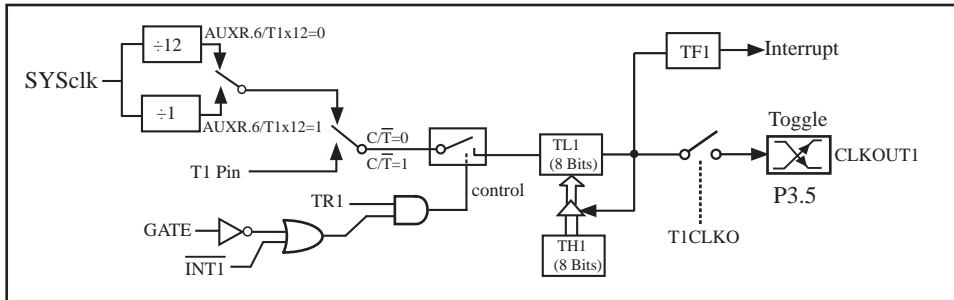 AUXR.6/T1x12=0
÷12
SYSclk
÷1
AUXR.6/T1x12=1
C/T̅=0
C/T̅=1
T1 Pin
TR1
GATE
I̅N̅T̅1̅
control
TL1
(8 Bits)
TH1
(8 Bits)
TF1
Interrupt
Toggle
CLKOUT1
P3.5
T1CLKO